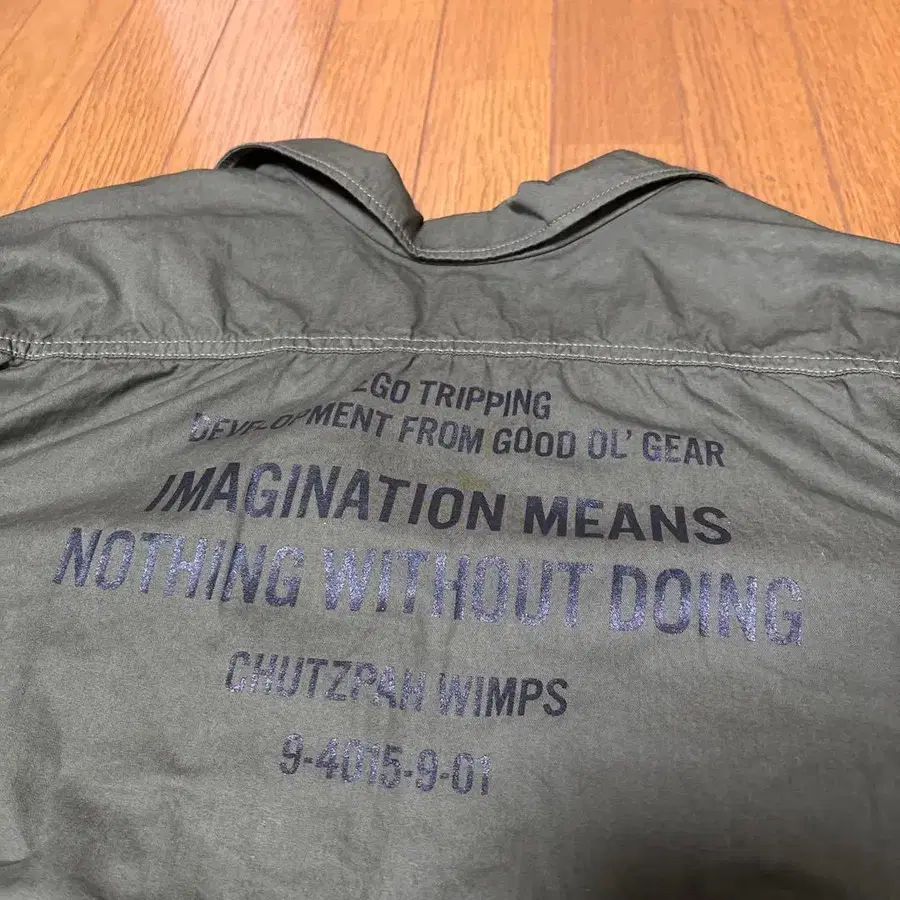 EGO TRIPPING
DEVELOPMENT FROM GOOD OL' GEAR
IMAGINATION MEANS
NOTHING WITHOUT DOING
CHUTZPAH WIMPS
9-4015-9-01